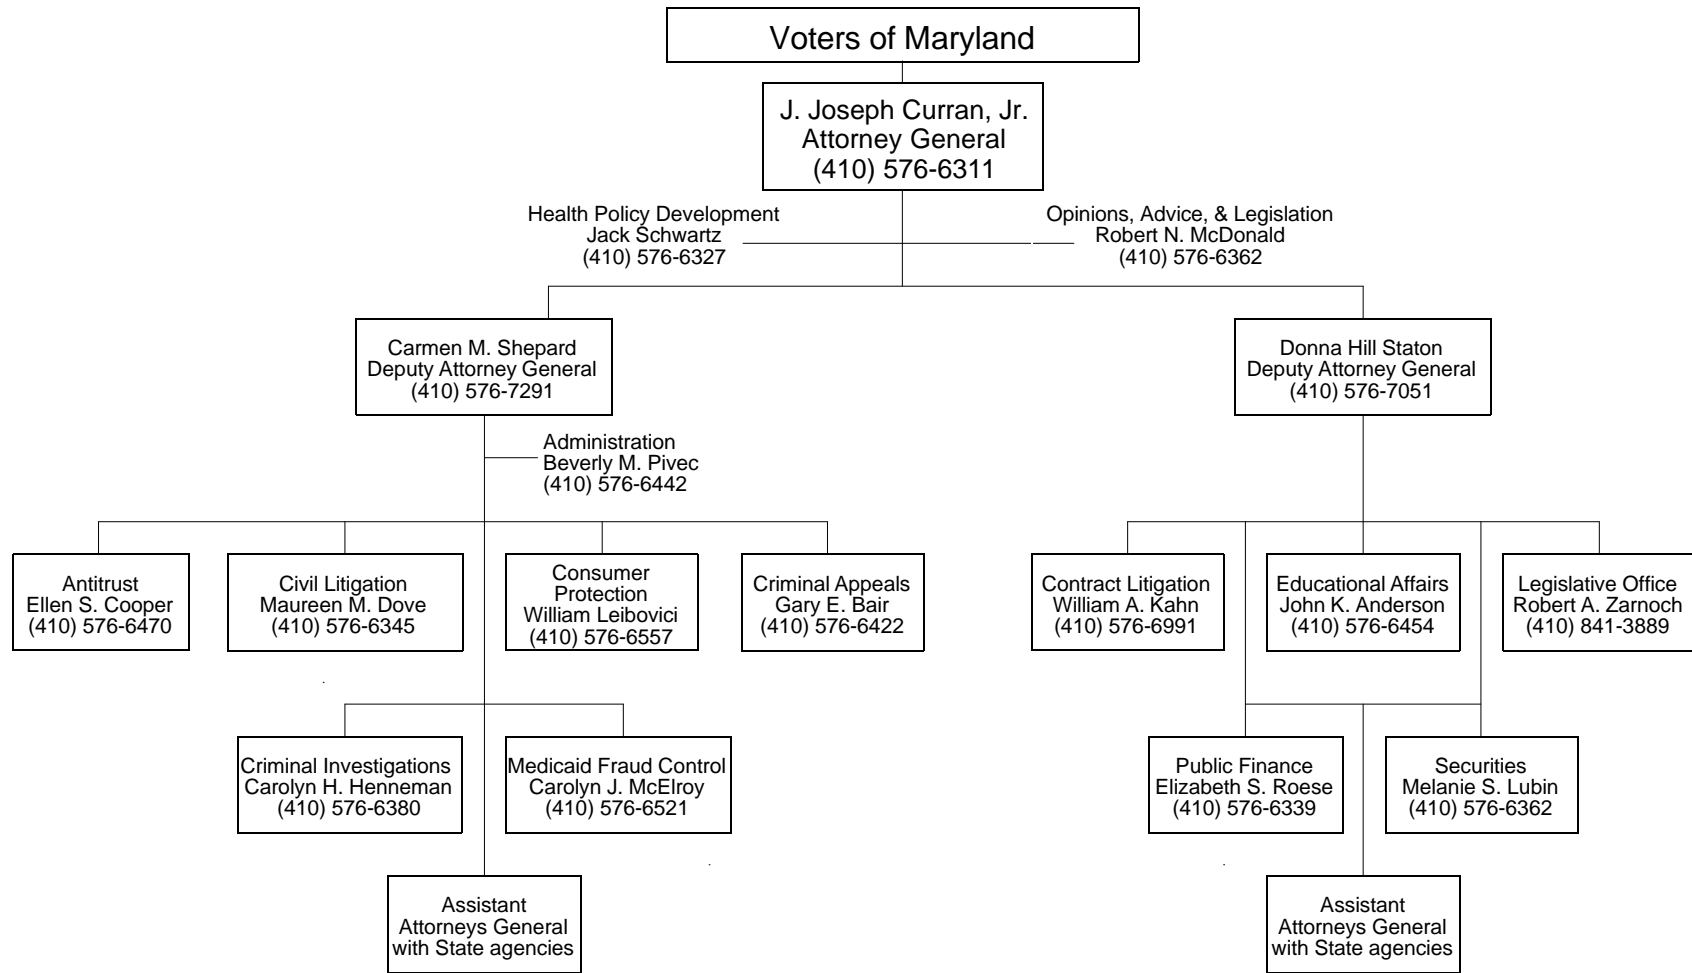 Voters of Maryland
J. Joseph Curran, Jr.
Attorney General
(410) 576-6311
Health Policy Development
Jack Schwartz
(410) 576-6327
Opinions, Advice, & Legislation
Robert N. McDonald
(410) 576-6362
Carmen M. Shepard
Deputy Attorney General
(410) 576-7291
Donna Hill Staton
Deputy Attorney General
(410) 576-7051
Administration
Beverly M. Pivec
(410) 576-6442
Antitrust
Ellen S. Cooper
(410) 576-6470
Civil Litigation
Maureen M. Dove
(410) 576-6345
Consumer
Protection
William Leibovici
(410) 576-6557
Criminal Appeals
Gary E. Bair
(410) 576-6422
Contract Litigation
William A. Kahn
(410) 576-6991
Educational Affairs
John K. Anderson
(410) 576-6454
Legislative Office
Robert A. Zarnoch
(410) 841-3889
Criminal Investigations
Carolyn H. Henneman
(410) 576-6380
Medicaid Fraud Control
Carolyn J. McElroy
(410) 576-6521
Public Finance
Elizabeth S. Roese
(410) 576-6339
Securities
Melanie S. Lubin
(410) 576-6362
Assistant
Attorneys General
with State agencies
Assistant
Attorneys General
with State agencies